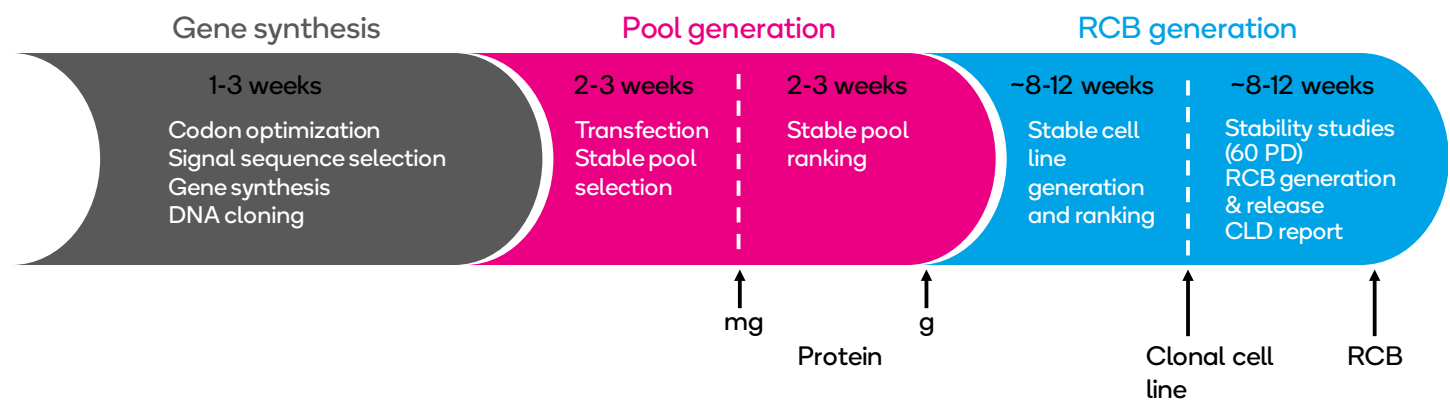 Gene synthesis
Pool generation
RCB generation
1-3 weeks
Codon optimization
Signal sequence selection
Gene synthesis
DNA cloning
2-3 weeks
Transfection
Stable pool
selection
2-3 weeks
Stable pool
ranking
~8-12 weeks
Stable cell
line
generation
and ranking
~8-12 weeks
Stability studies
(60 PD)
RCB generation
& release
CLD report
mg
g
Protein
Clonal cell
line
RCB